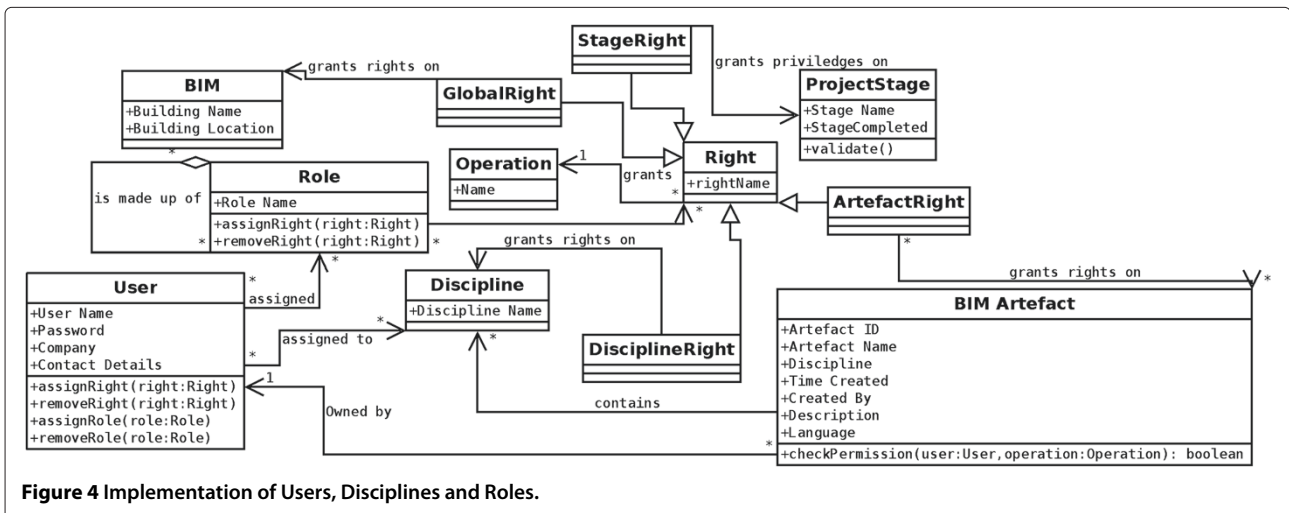 StageRight
grants priviledges on
ProjectStage
+Stage Name
+StageCompleted
+validate()
grants rights on
BIM
+Building Name
+Building Location
GlobalRight
*
is made up of
*
Role
+Role Name
+assignRight(right:Right)
+removeRight(right:Right)
*
Operation
+Name
1
grants
*
*
Right
+rightName
ArtefactRight
*
grants rights on
*
User
+User Name
+Password
+Company
+Contact Details
+assignRight(right:Right)
+removeRight(right:Right)
+assignRole(role:Role)
+removeRole(role:Role)
*
assigned
*
*
assigned to
*
1
Owned by
*
Discipline
+Discipline Name
*
grants rights on
DisciplineRight
contains
BIM Artefact
+Artefact ID
+Artefact Name
+Discipline
+Time Created
+Created By
+Description
+Language
+checkPermission(user:User,operation:Operation): boolean
Figure 4 Implementation of Users, Disciplines and Roles.